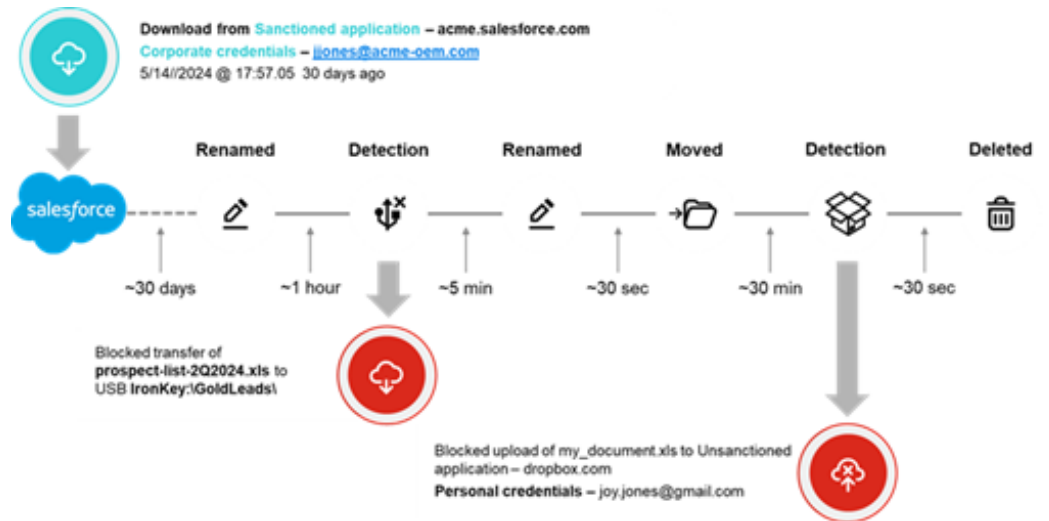 Download from Sanctioned application – acme.salesforce.com
Corporate credentials – jjones@acme-oem.com
5/14//2024 @ 17:57.05 30 days ago
Renamed
Detection
Renamed
Moved
Detection
Deleted
salesforce
~30 days
~1 hour
~5 min
~30 sec
~30 min
~30 sec
Blocked transfer of
prospect-list-2Q2024.xls to
USB IronKey:\GoldLeads\
Blocked upload of my_document.xls to Unsanctioned
application – dropbox.com
Personal credentials – joy.jones@gmail.com